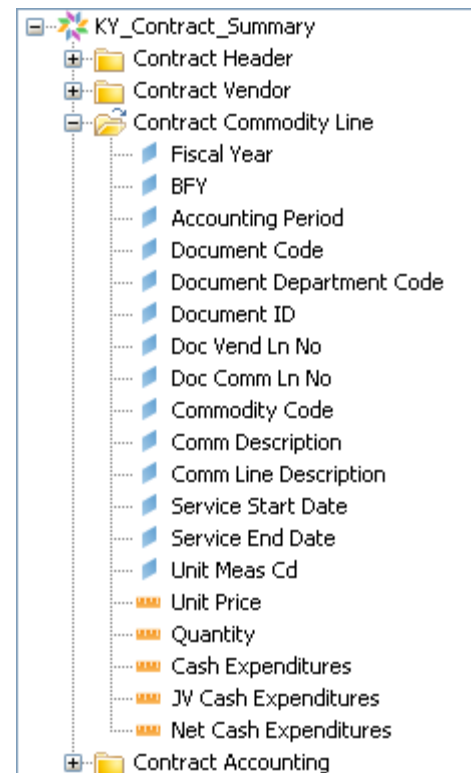 KY_Contract_Summary
Contract Header
Contract Vendor
Contract Commodity Line
Fiscal Year
BFY
Accounting Period
Document Code
Document Department Code
Document ID
Doc Vend Ln No
Doc Comm Ln No
Commodity Code
Comm Description
Comm Line Description
Service Start Date
Service End Date
Unit Meas Cd
Unit Price
Quantity
Cash Expenditures
JV Cash Expenditures
Net Cash Expenditures
Contract Accounting